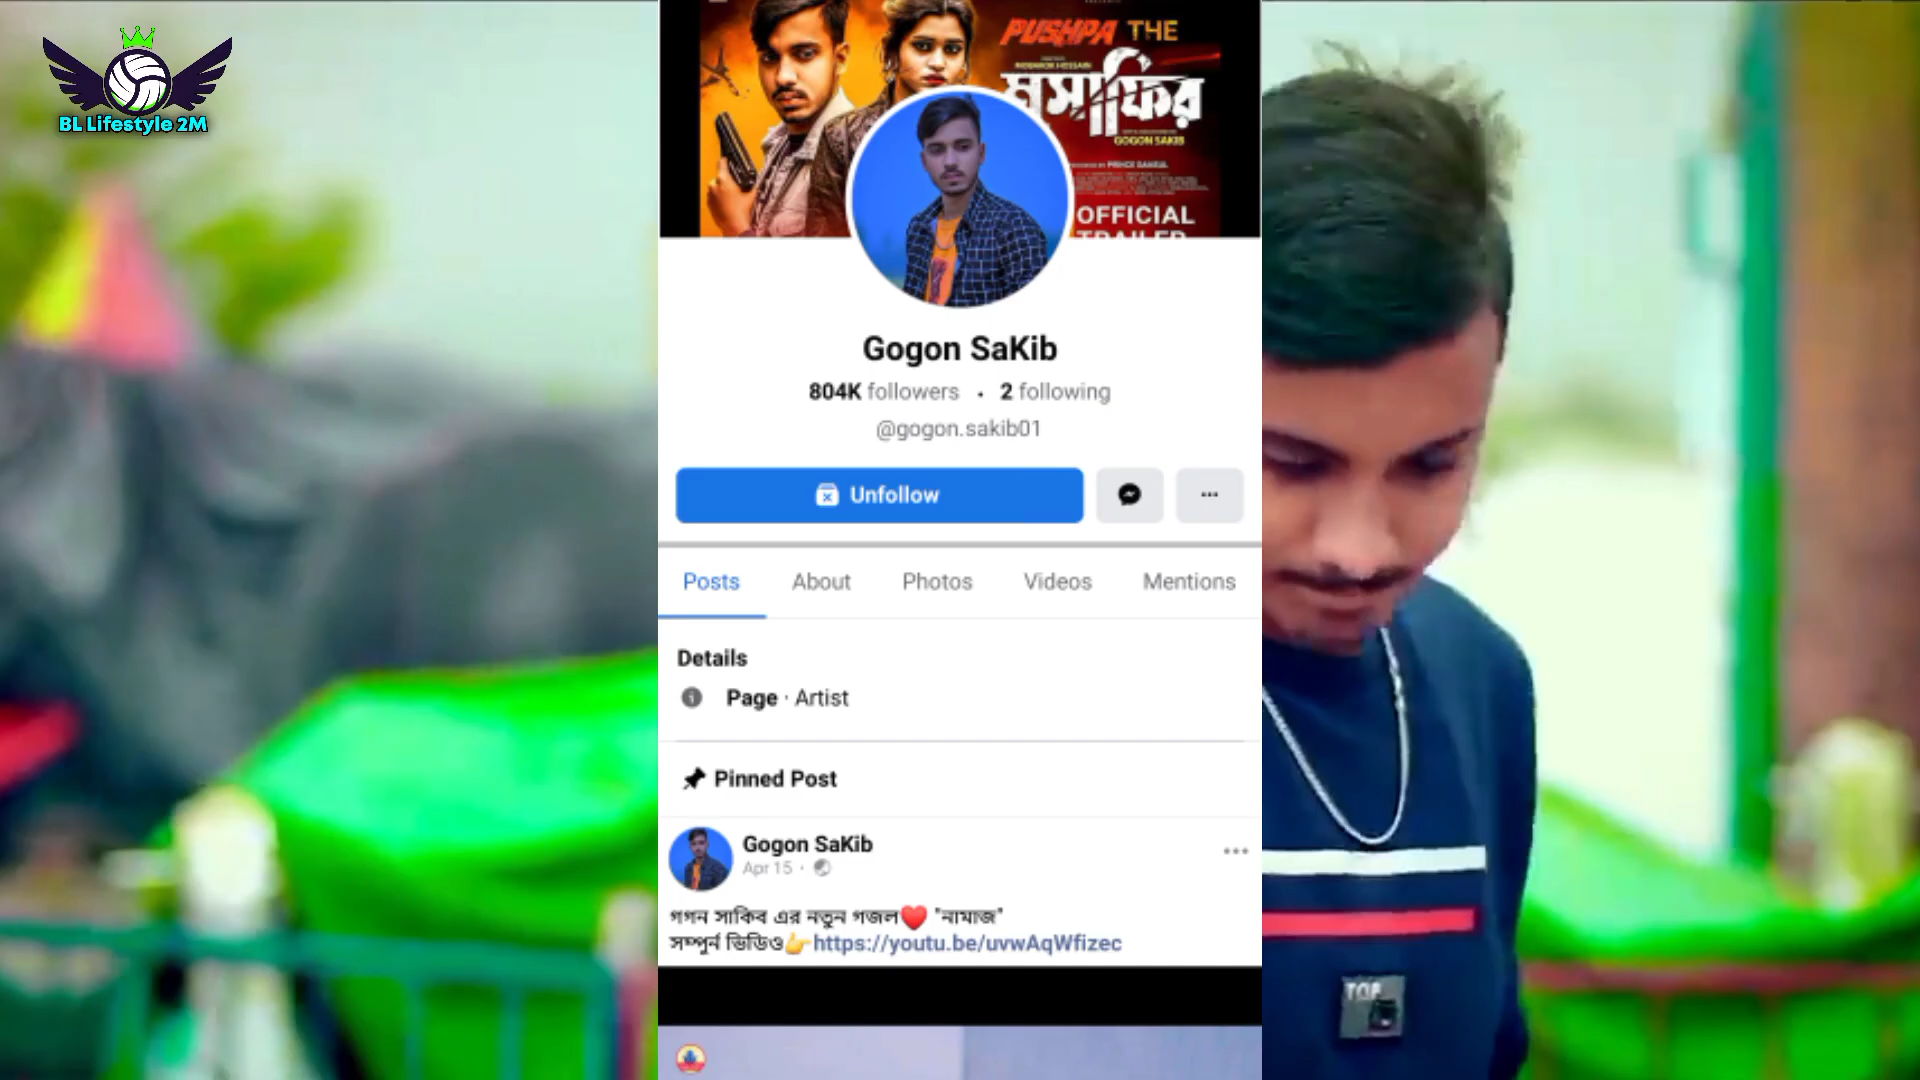 BL Lifestyle 2M
PUSHPA THE
মুসাফির
GOGON SAKIB
OFFICIAL
TRAILER
Gogon SaKib
804K followers • 2 following
@gogon.sakib01
Unfollow
Posts About Photos Videos Mentions
Details
Page · Artist
Pinned Post
Gogon SaKib
Apr 15 ·
গগন সাকিব এর নতুন গজল❤️ "নামাজ"
সম্পুর্ন ভিডিও👉https://youtu.be/uvwAqWfizec
TOP